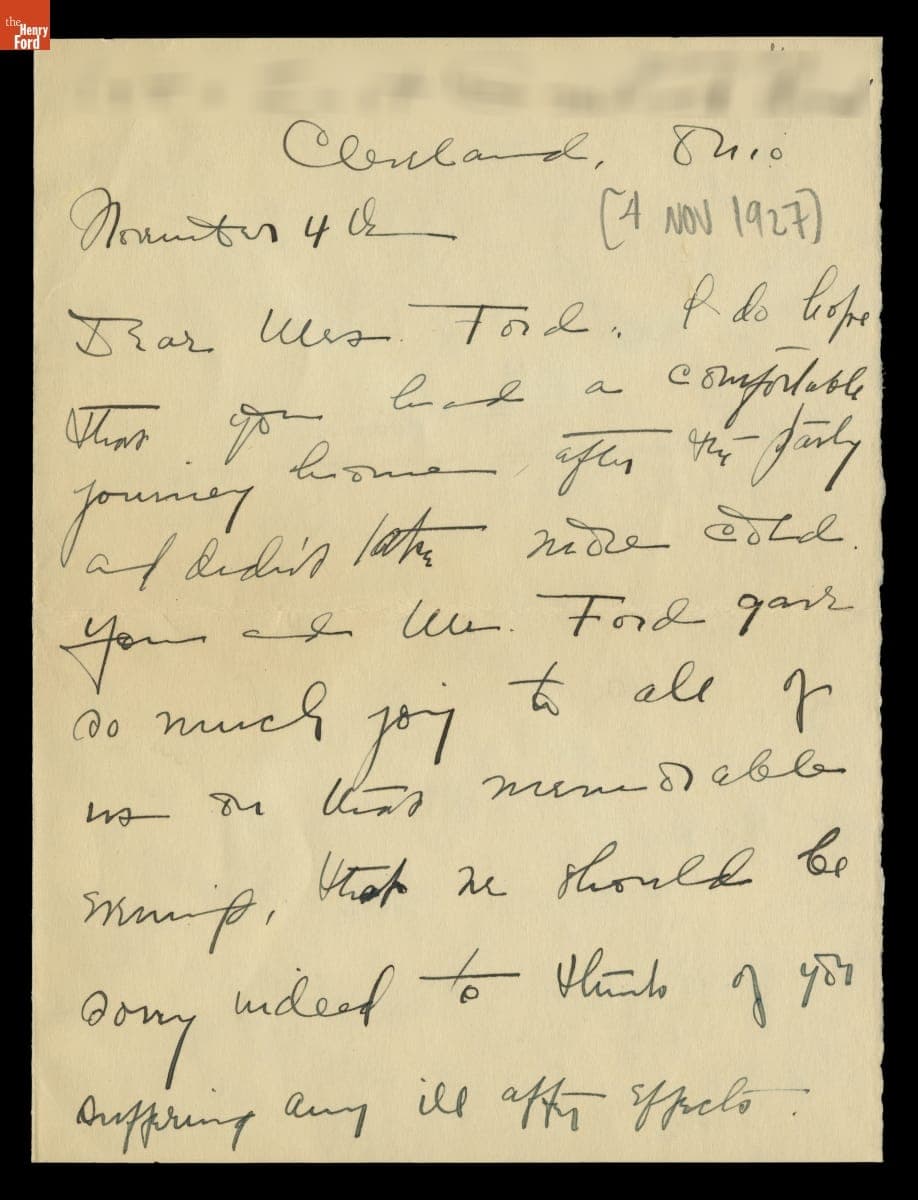 the Henry Ford
Cleveland, Ohio
November 4th
[4 NOV 1927]
Dear Mrs. Ford: I do hope
that you had a comfortable
journey home, after the party
and didn't take more cold.
You and Mr. Ford gave
so much joy to all of
us on that memorable
evening, that we should be
sorry indeed to think of you
suffering any ill after effects.